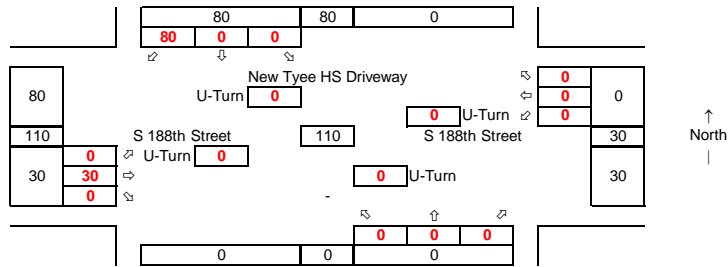 80 80 0
80 0 0
⬃ ⇩ ⬂
New Tyee HS Driveway
U-Turn 0
80
⬁ 0
⇦ 0 0
0 U-Turn ⬃ 0
110 S 188th Street 110 S 188th Street 30
↑
North
|
0 ⬀ U-Turn 0
30 30 ⇨ 0 U-Turn 30
0 ⬂ -
⬁ ⇧ ⬀
0 0 0
0 0 0